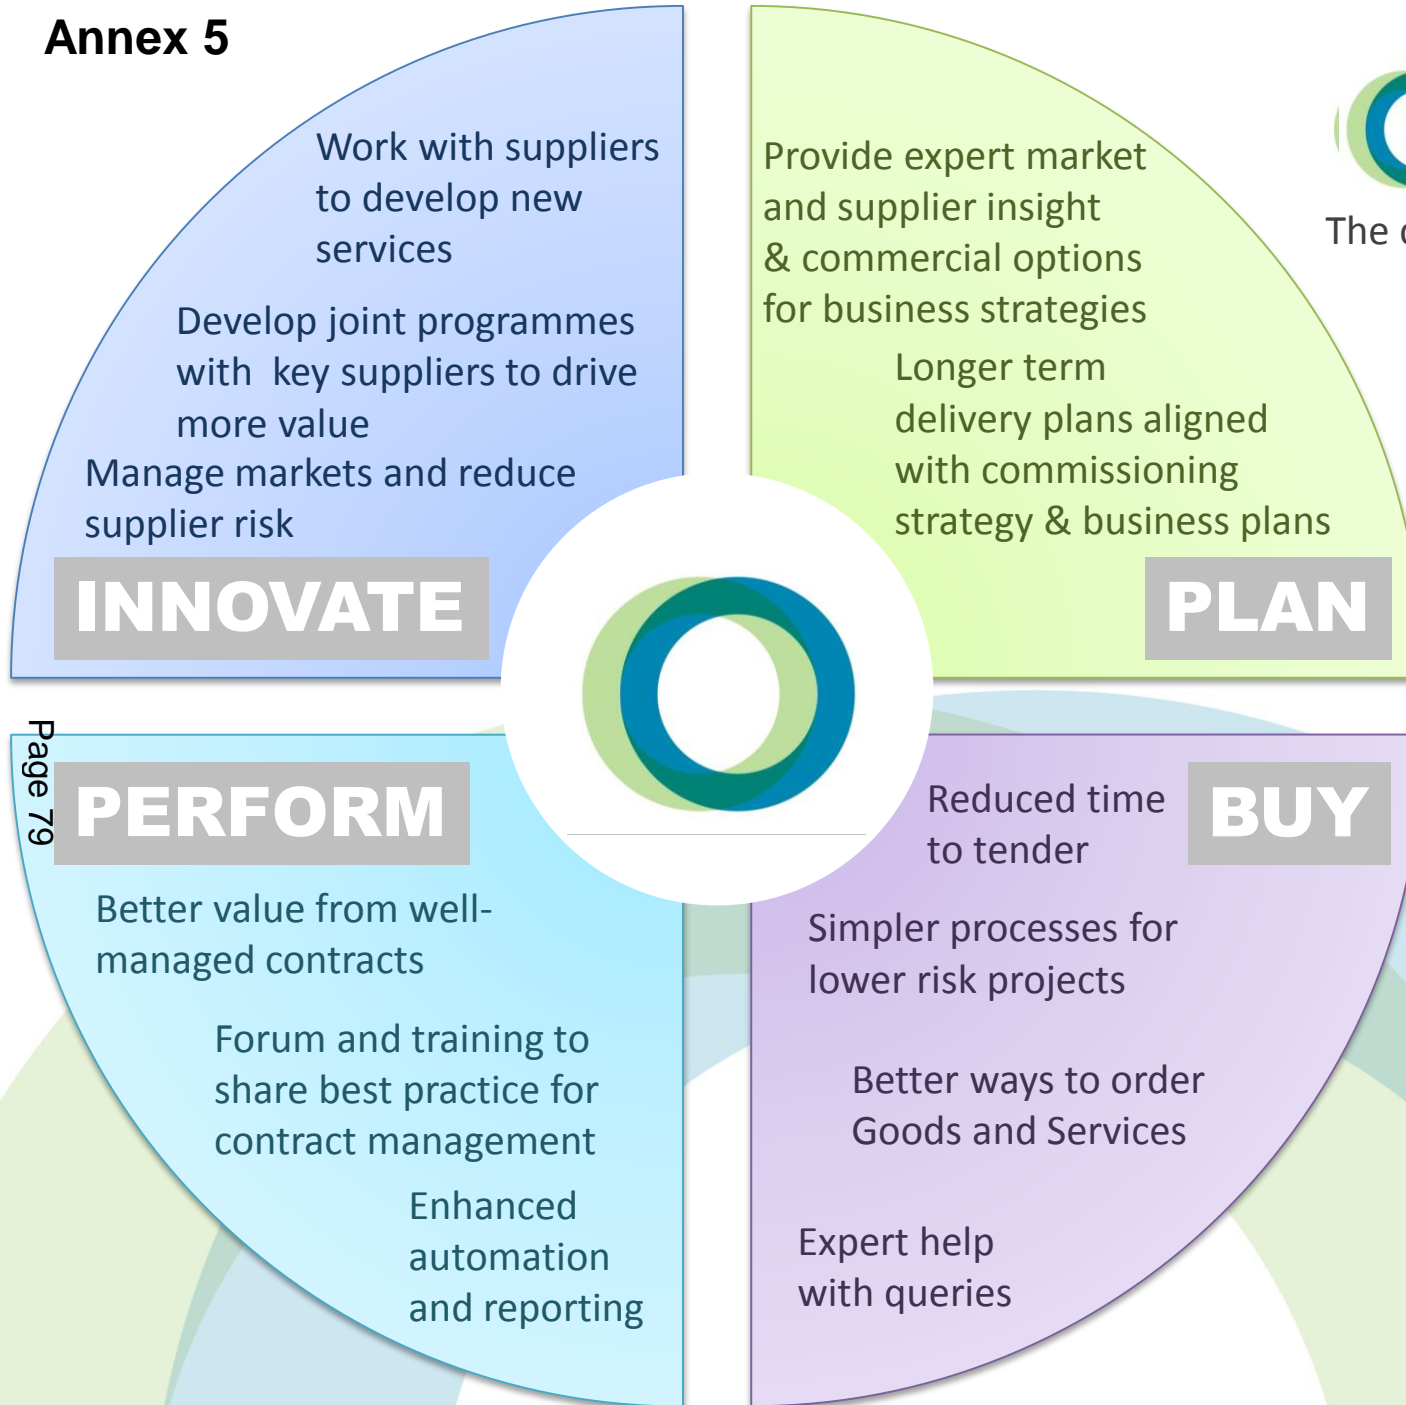 Annex 5
Work with suppliers
to develop new
services
Develop joint programmes
with key suppliers to drive
more value
Manage markets and reduce
supplier risk
INNOVATE
Provide expert market
and supplier insight
& commercial options
for business strategies
Longer term
delivery plans aligned
with commissioning
strategy & business plans
PLAN
The
Page 79
PERFORM
Better value from well-
managed contracts
Forum and training to
share best practice for
contract management
Enhanced
automation
and reporting
BUY
Reduced time
to tender
Simpler processes for
lower risk projects
Better ways to order
Goods and Services
Expert help
with queries